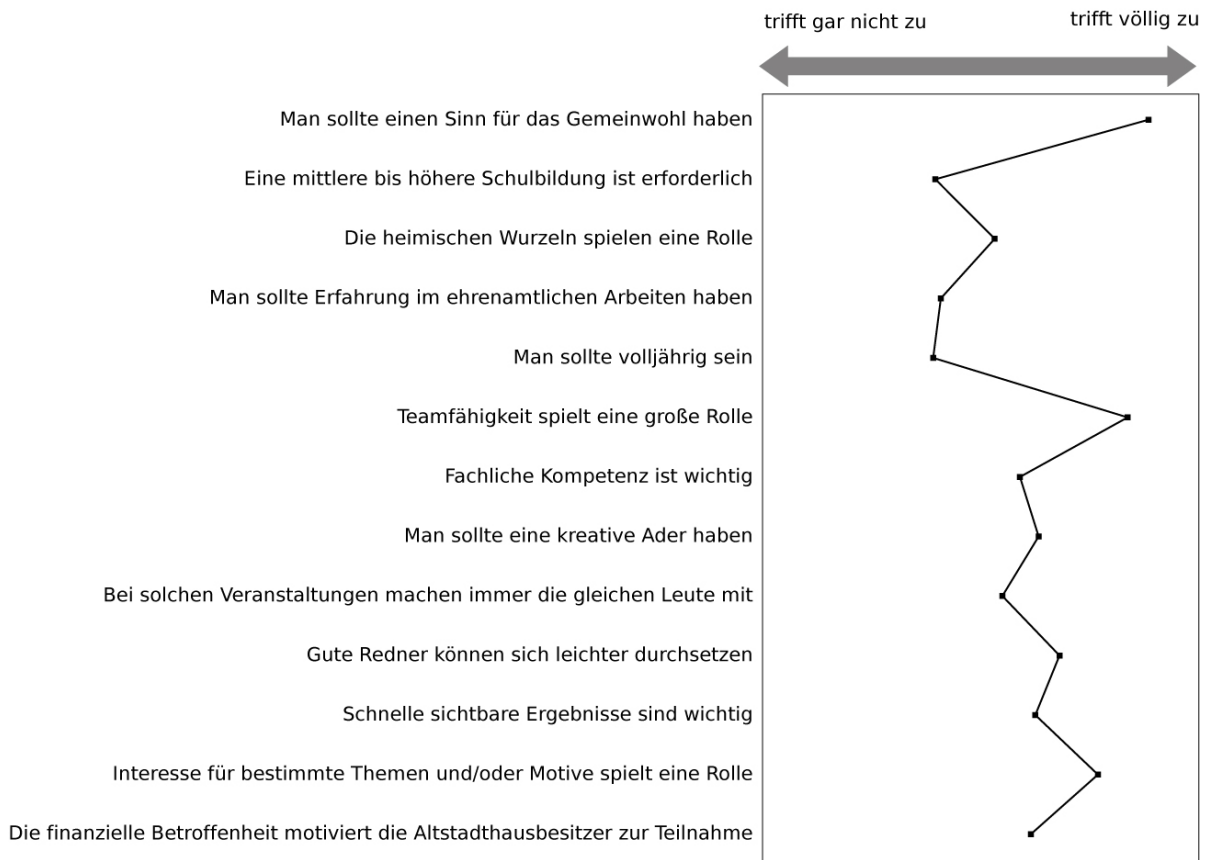 trifft gar nicht zu
trifft völlig zu
Man sollte einen Sinn für das Gemeinwohl haben
Eine mittlere bis höhere Schulbildung ist erforderlich
Die heimischen Wurzeln spielen eine Rolle
Man sollte Erfahrung im ehrenamtlichen Arbeiten haben
Man sollte volljährig sein
Teamfähigkeit spielt eine große Rolle
Fachliche Kompetenz ist wichtig
Man sollte eine kreative Ader haben
Bei solchen Veranstaltungen machen immer die gleichen Leute mit
Gute Redner können sich leichter durchsetzen
Schnelle sichtbare Ergebnisse sind wichtig
Interesse für bestimmte Themen und/oder Motive spielt eine Rolle
Die finanzielle Betroffenheit motiviert die Altstadthausbesitzer zur Teilnahme